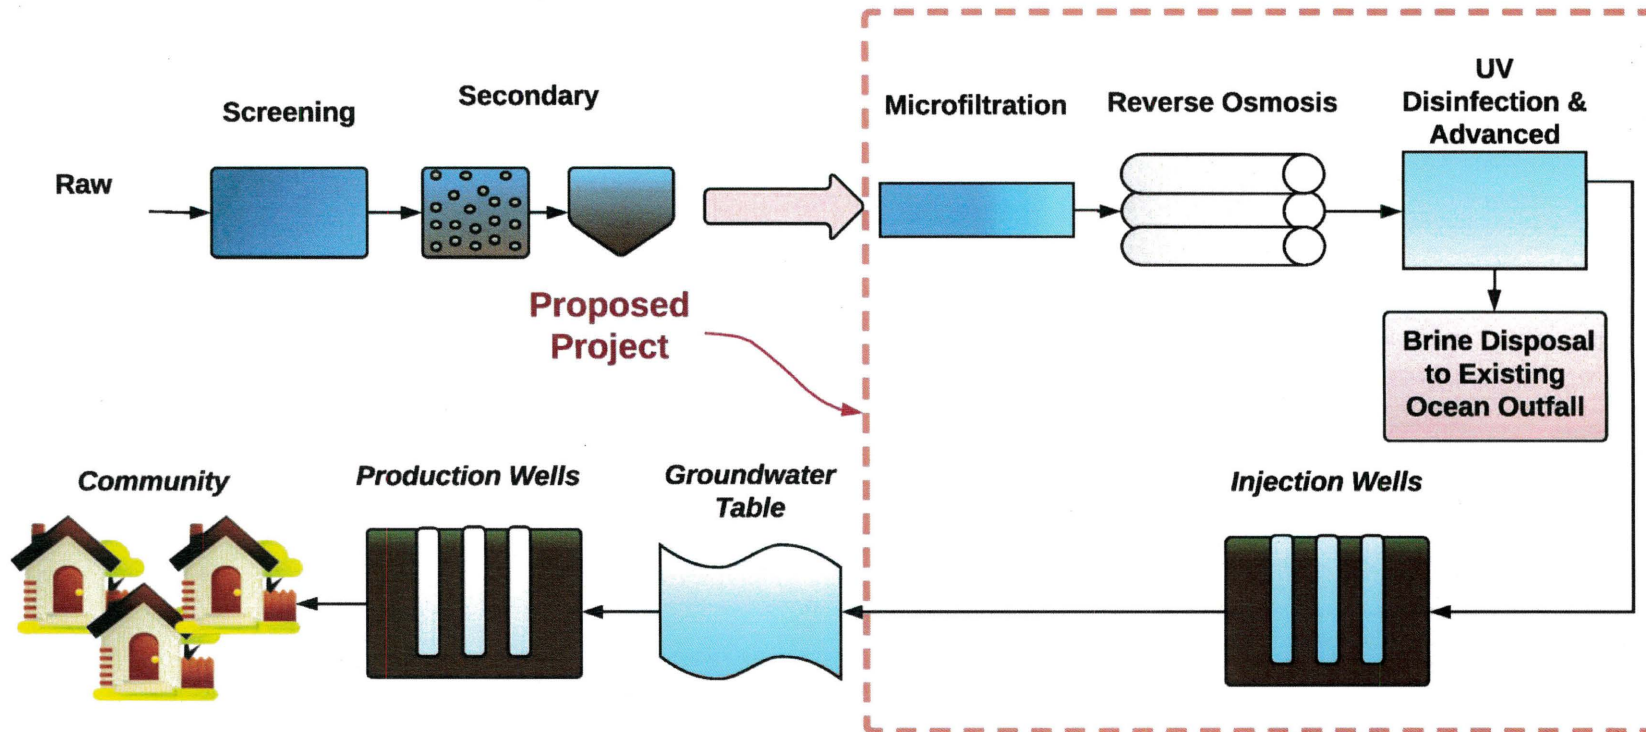 Raw
Screening
Secondary
Microfiltration
Reverse Osmosis
UV
Disinfection &
Advanced
Proposed
Project
Brine Disposal
to Existing
Ocean Outfall
Community
Production Wells
Groundwater
Table
Injection Wells